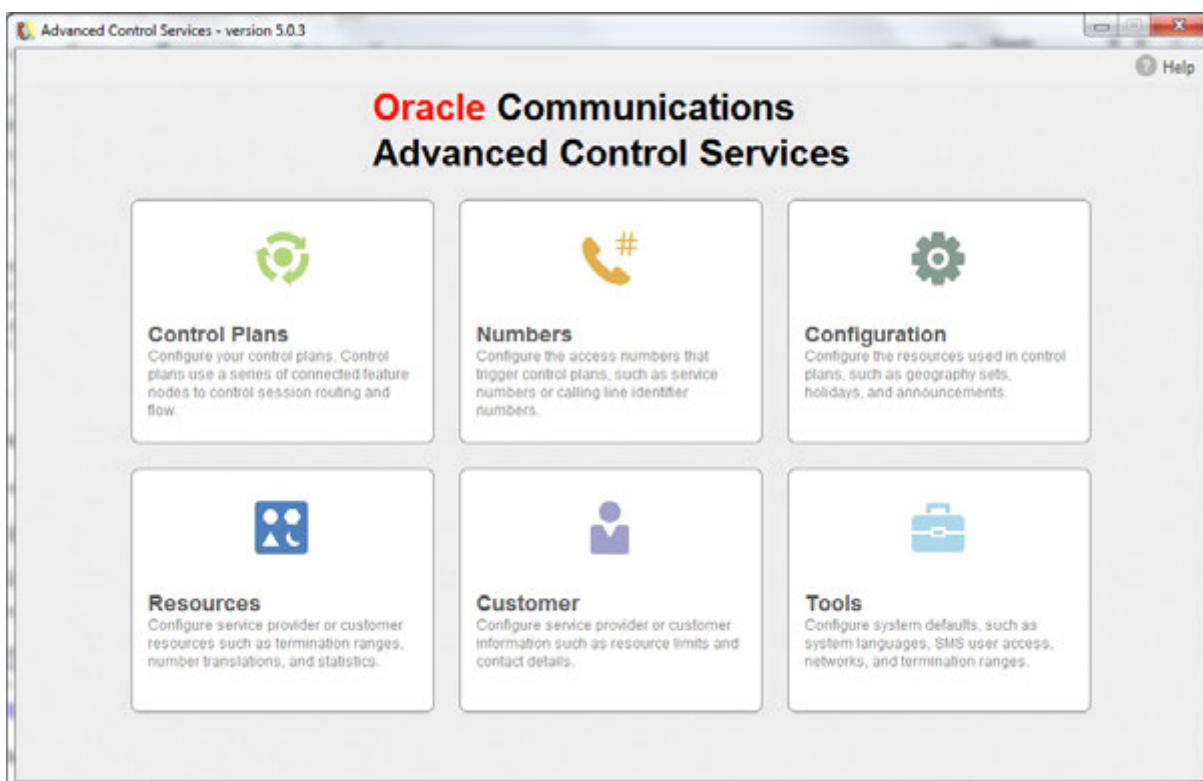 Advanced Control Services - version 5.0.3
Help
Oracle Communications
Advanced Control Services
#
Control Plans
Configure your control plans. Control
plans use a series of connected feature
nodes to control session routing and
flow.
Numbers
Configure the access numbers that
trigger control plans, such as service
numbers or calling line identifier
numbers.
Configuration
Configure the resources used in control
plans, such as geography sets,
holidays, and announcements.
Resources
Configure service provider or customer
resources such as termination ranges,
number translations, and statistics.
Customer
Configure service provider or customer
information such as resource limits and
contact details.
Tools
Configure system defaults, such as
system languages, SMS user access,
networks, and termination ranges.